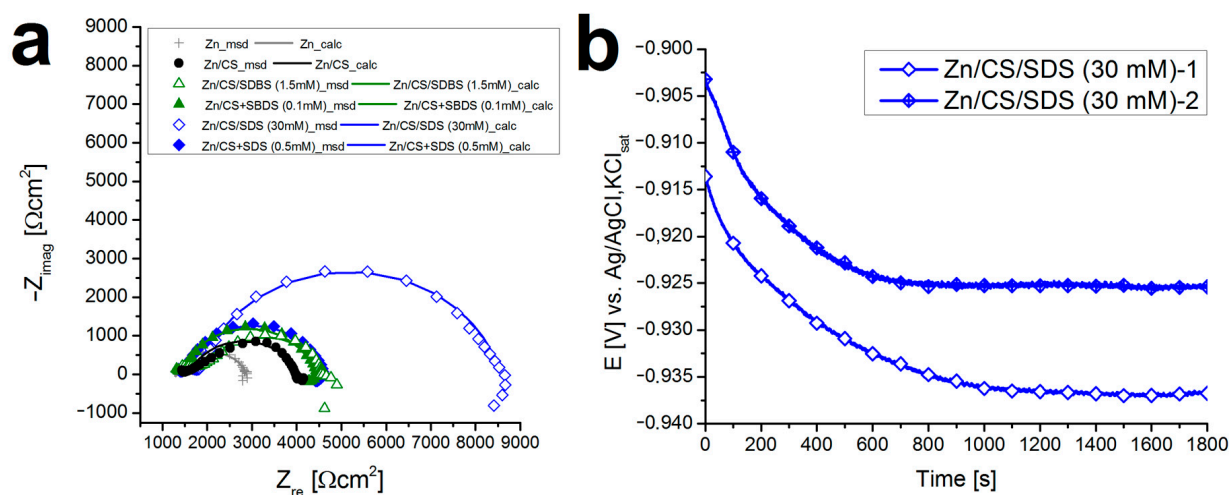 a
9000
8000
7000
6000
5000
4000
3000
2000
1000
0
−1000
−Zimag [Ωcm²]
Zn_msd Zn_calc
Zn/CS_msd Zn/CS_calc
Zn/CS/SDBS (1.5mM)_msd Zn/CS/SDBS (1.5mM)_calc
Zn/CS+SBDS (0.1mM)_msd Zn/CS+SBDS (0.1mM)_calc
Zn/CS/SDS (30mM)_msd Zn/CS/SDS (30mM)_calc
Zn/CS+SDS (0.5mM)_msd Zn/CS+SDS (0.5mM)_calc
1000 2000 3000 4000 5000 6000 7000 8000 9000
Zre [Ωcm²]
b
−0.900
−0.905
−0.910
−0.915
−0.920
−0.925
−0.930
−0.935
−0.940
E [V] vs. Ag/AgCl,KClsat
Zn/CS/SDS (30 mM)-1
Zn/CS/SDS (30 mM)-2
0 200 400 600 800 1000 1200 1400 1600 1800
Time [s]